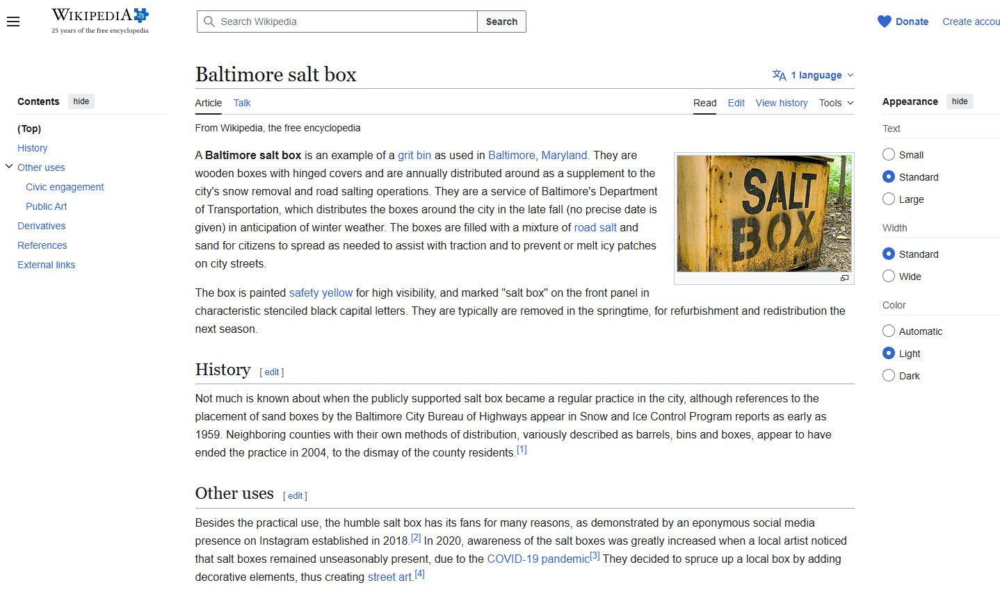 WIKIPEDIA 25
25 years of the free encyclopedia
Search Wikipedia
Search
Donate
Create accou
Contents hide
(Top)
History
Other uses
Civic engagement
Public Art
Derivatives
References
External links
Baltimore salt box
1 language
Article Talk
Read Edit View history Tools
From Wikipedia, the free encyclopedia
A Baltimore salt box is an example of a grit bin as used in Baltimore, Maryland. They are
wooden boxes with hinged covers and are annually distributed around as a supplement to the
city's snow removal and road salting operations. They are a service of Baltimore's Department
of Transportation, which distributes the boxes around the city in the late fall (no precise date is
given) in anticipation of winter weather. The boxes are filled with a mixture of road salt and
sand for citizens to spread as needed to assist with traction and to prevent or melt icy patches
on city streets.
SALT
BOX
The box is painted safety yellow for high visibility, and marked "salt box" on the front panel in
characteristic stenciled black capital letters. They are typically are removed in the springtime, for refurbishment and redistribution the
next season.
History [ edit ]
Not much is known about when the publicly supported salt box became a regular practice in the city, although references to the
placement of sand boxes by the Baltimore City Bureau of Highways appear in Snow and Ice Control Program reports as early as
1959. Neighboring counties with their own methods of distribution, variously described as barrels, bins and boxes, appear to have
ended the practice in 2004, to the dismay of the county residents.[1]
Other uses [ edit ]
Besides the practical use, the humble salt box has its fans for many reasons, as demonstrated by an eponymous social media
presence on Instagram established in 2018.[2] In 2020, awareness of the salt boxes was greatly increased when a local artist noticed
that salt boxes remained unseasonably present, due to the COVID-19 pandemic[3] They decided to spruce up a local box by adding
decorative elements, thus creating street art.[4]
Appearance hide
Text
Small
Standard
Large
Width
Standard
Wide
Color
Automatic
Light
Dark